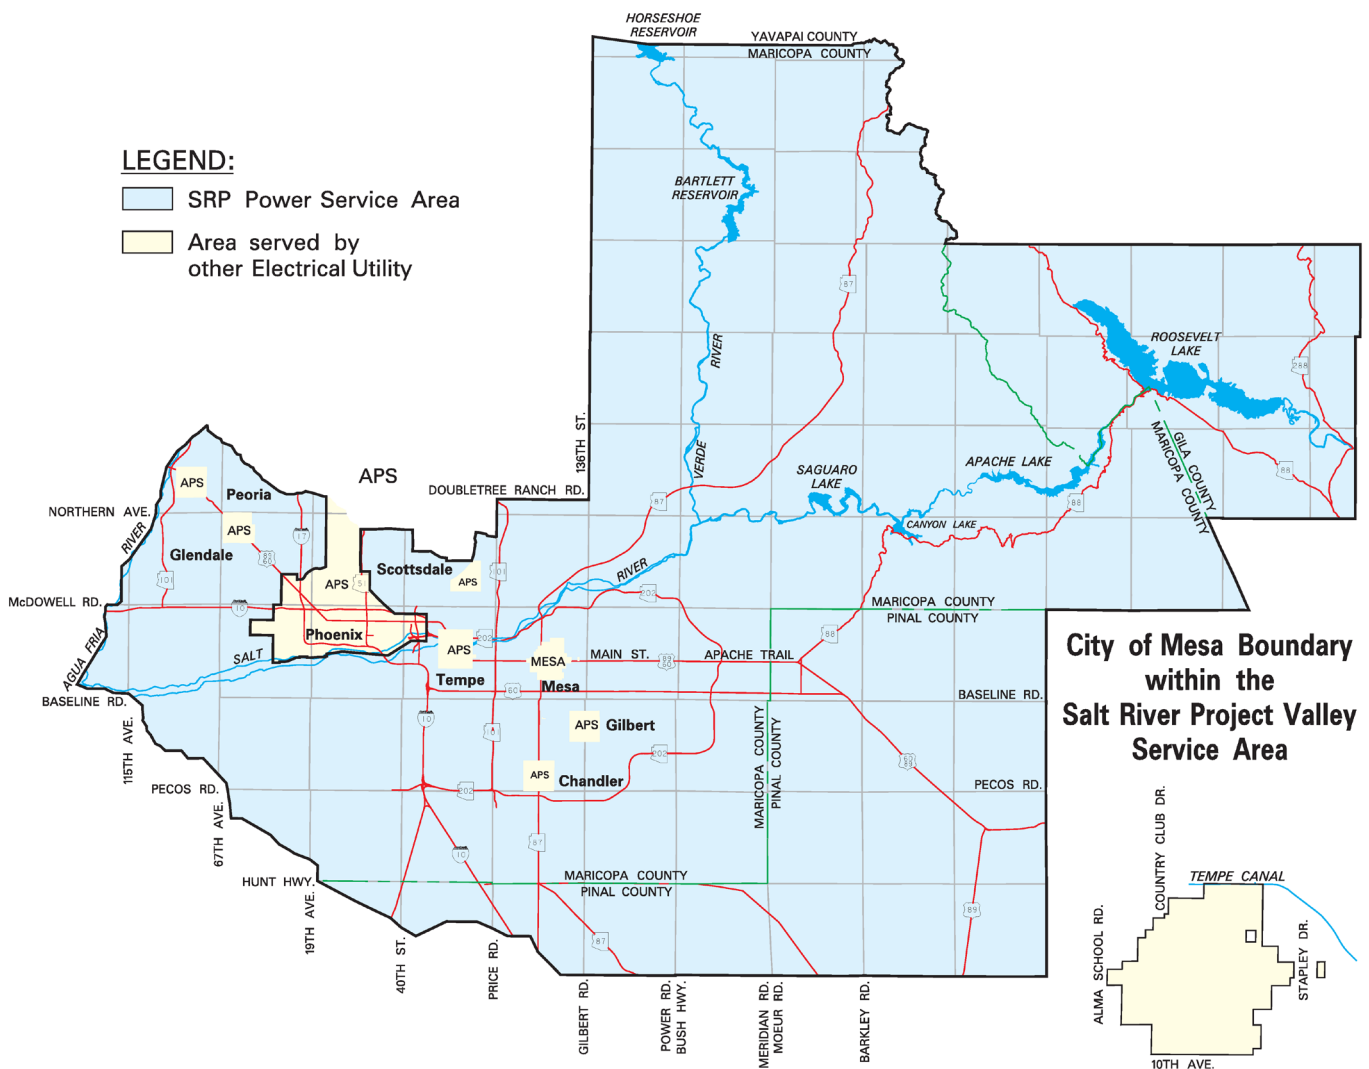 HORSESHOE
RESERVOIR
YAVAPAI COUNTY
MARICOPA COUNTY
LEGEND:
SRP Power Service Area
Area served by
other Electrical Utility
BARTLETT
RESERVOIR
87
RIVER
ROOSEVELT
LAKE
288
136TH ST.
VERDE
GILA COUNTY
MARICOPA COUNTY
APS
DOUBLETREE RANCH RD.
SAGUARO
LAKE
APACHE LAKE
88
88
CANYON LAKE
87
APS
Peoria
NORTHERN AVE.
APS
RIVER
17
Glendale
60
Scottsdale
APS
APS
51
101
101
RIVER
202
McDOWELL RD.
10
MARICOPA COUNTY
PINAL COUNTY
Phoenix
202
88
AGUA FRIA
SALT
APS
MESA
MAIN ST.
60
APACHE TRAIL
Tempe
Mesa
60
BASELINE RD.
BASELINE RD.
City of Mesa Boundary
within the
Salt River Project Valley
Service Area
10
101
APS
Gilbert
202
MARICOPA COUNTY
PINAL COUNTY
115TH AVE.
APS
Chandler
PECOS RD.
202
PECOS RD.
67TH AVE.
87
10
HUNT HWY.
MARICOPA COUNTY
PINAL COUNTY
19TH AVE.
87
89
40TH ST.
PRICE RD.
GILBERT RD.
POWER RD.
BUSH HWY.
MERIDIAN RD.
MOEUR RD.
BARKLEY RD.
COUNTRY CLUB DR.
TEMPE CANAL
ALMA SCHOOL RD.
STAPLEY DR.
10TH AVE.